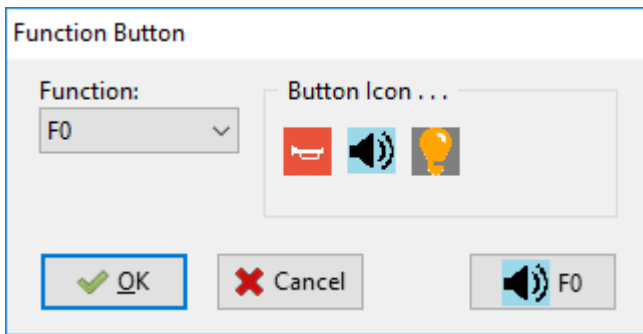 Function Button
Function:
Button Icon . . .
F0
OK
Cancel
F0